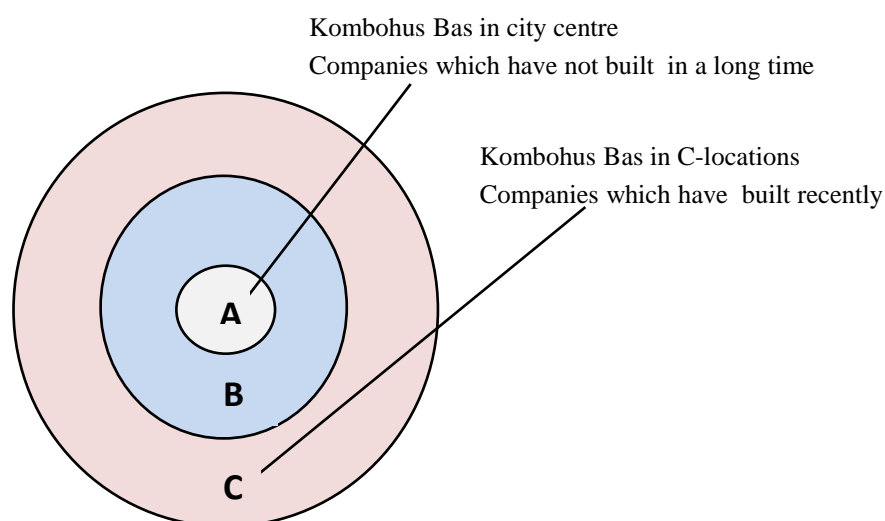 Kombohus Bas in city centre
Companies which have not built in a long time
Kombohus Bas in C-locations
Companies which have built recently
A
B
C